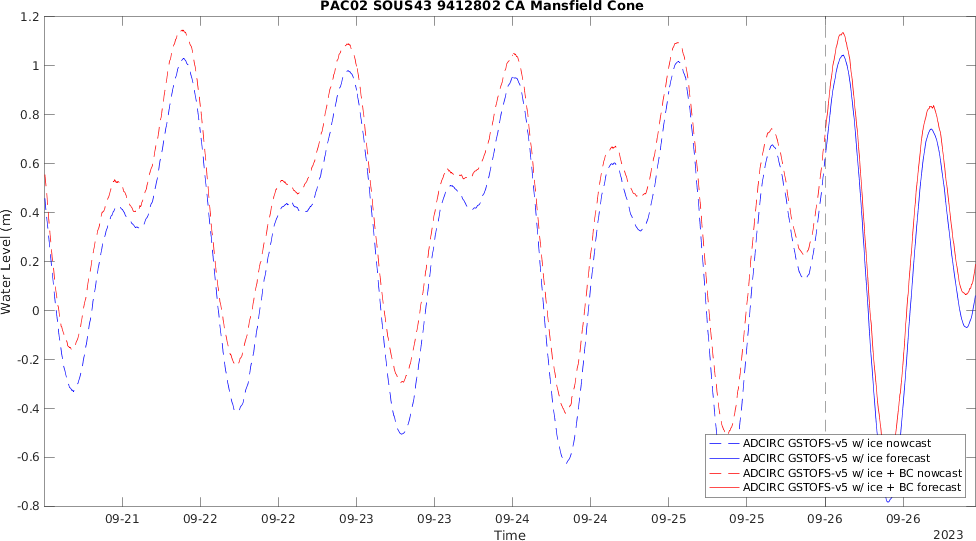 PAC02 SOUS43 9412802 CA Mansfield Cone
1.2
1
0.8
0.6
0.4
0.2
0
-0.2
-0.4
-0.6
-0.8
Water Level (m)
ADCIRC GSTOFS-v5 w/ ice nowcast
ADCIRC GSTOFS-v5 w/ ice forecast
ADCIRC GSTOFS-v5 w/ ice + BC nowcast
ADCIRC GSTOFS-v5 w/ ice + BC forecast
09-21 09-22 09-22 09-23 09-23 09-24 09-24 09-25 09-25 09-26 09-26
Time
2023